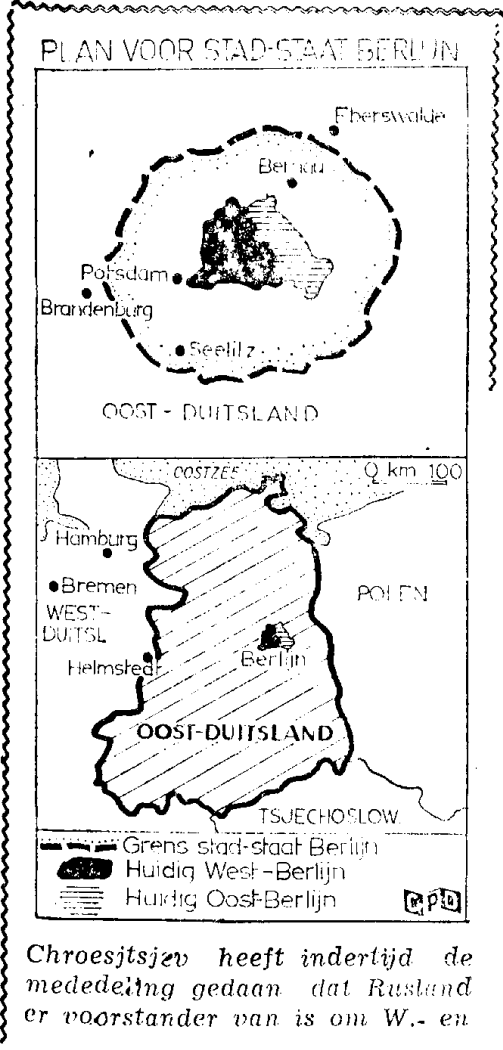 PLAN VOOR STAD-STAAT BERLIJN
Eberswalde
Bernau
Potsdam
Brandenburg
Seelitz
OOST-DUITSLAND
OOSTZEE
0 km 100
Hamburg
Bremen
POLEN
WEST-
DUITSL
Helmstedt
Berlijn
OOST-DUITSLAND
TSJECHOSLOW.
Grens stad-staat Berlijn
Huidig West-Berlijn
Huidig Oost-Berlijn
Chroesjtsjev heeft indertijd de
mededeling gedaan dat Rusland
er voorstander van is om W.- en